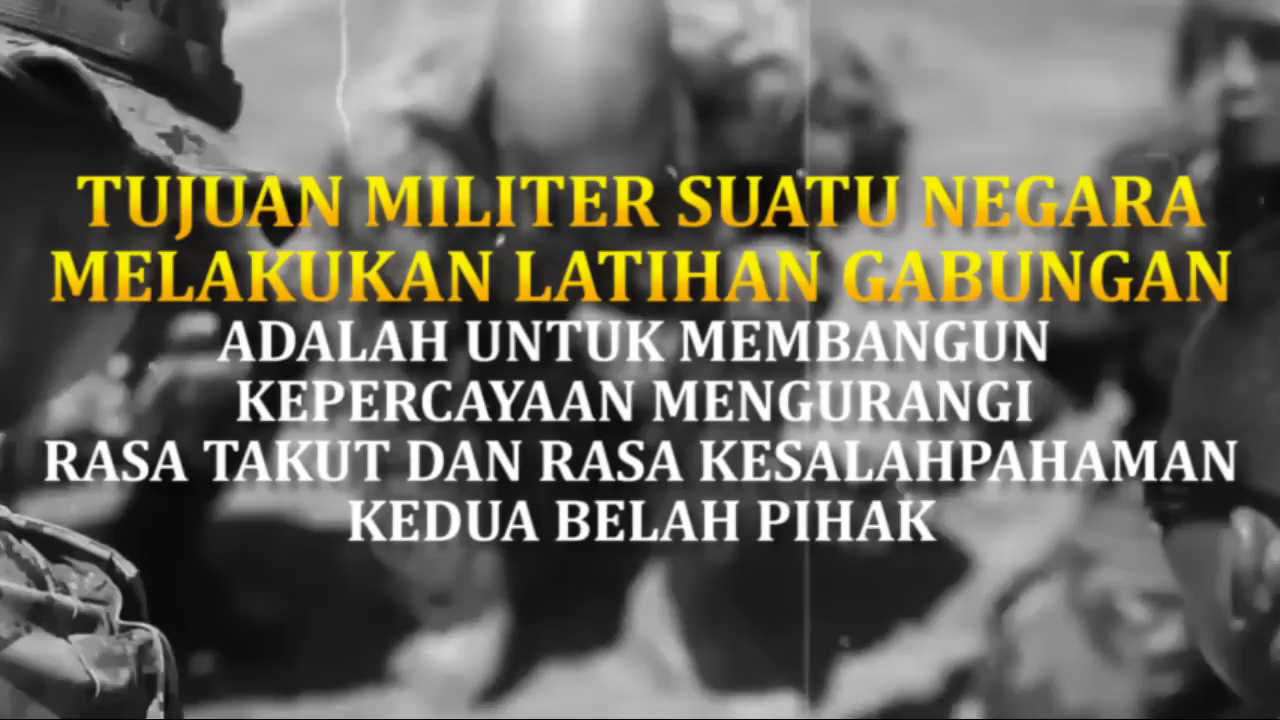 TUJUAN MILITER SUATU NEGARA
MELAKUKAN LATIHAN GABUNGAN
ADALAH UNTUK MEMBANGUN
KEPERCAYAAN MENGURANGI
RASA TAKUT DAN RASA KESALAHPAHAMAN
KEDUA BELAH PIHAK